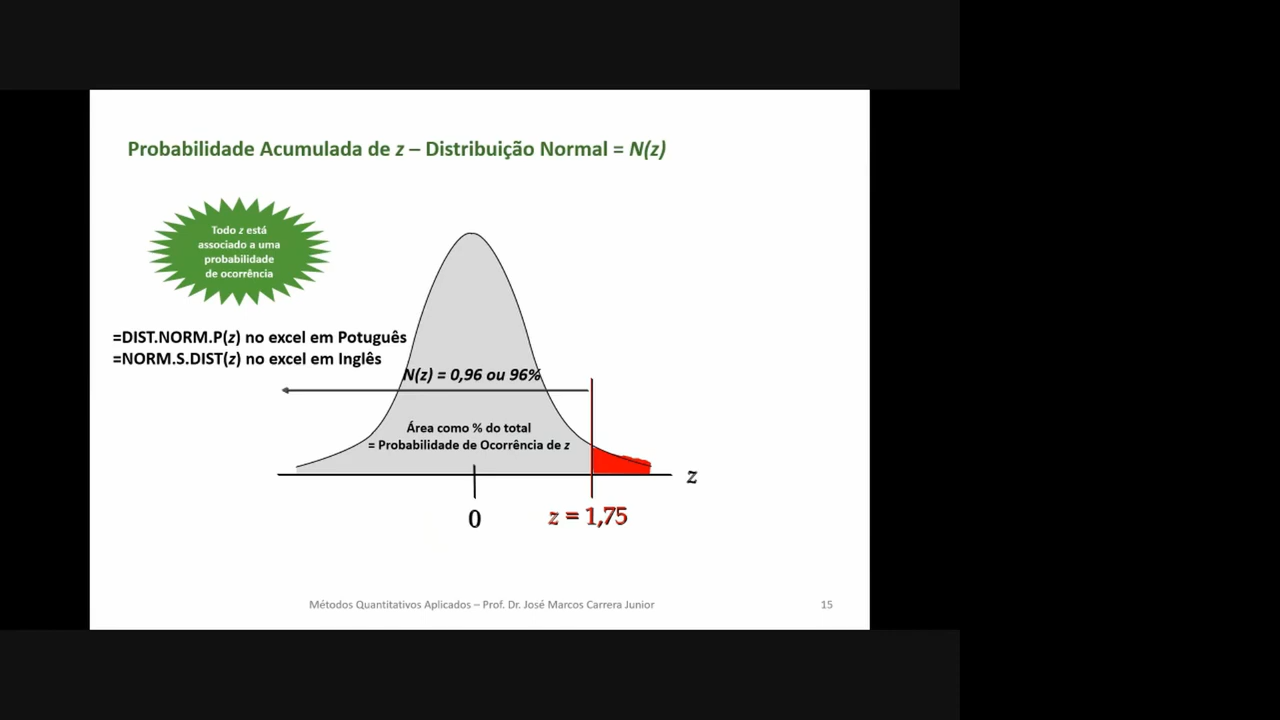 Probabilidade Acumulada de z – Distribuição Normal = N(z)
Todo z está
associado a uma
probabilidade
de ocorrência
=DIST.NORM.P(z) no excel em Potuguês
=NORM.S.DIST(z) no excel em Inglês
N(z) = 0,96 ou 96%
Área como % do total
= Probabilidade de Ocorrência de z
z
0
z = 1,75
Métodos Quantitativos Aplicados – Prof. Dr. José Marcos Carrera Junior
15